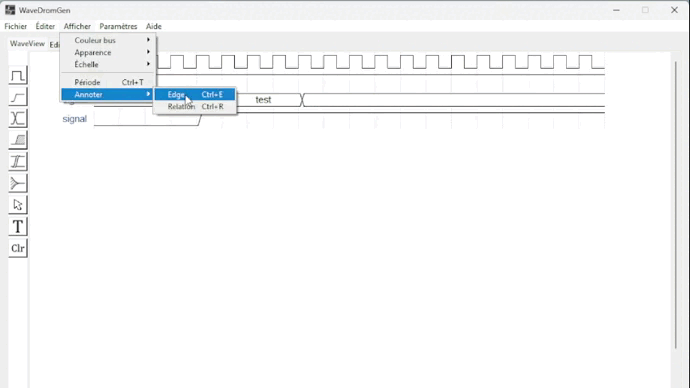 WaveDromGen
Fichier Éditer Afficher Paramètres Aide
WaveView
Couleur bus
Apparence
Échelle
Période Ctrl+T
Annoter
Edge Ctrl+E
Relation Ctrl+R
test
signal
T
Clr